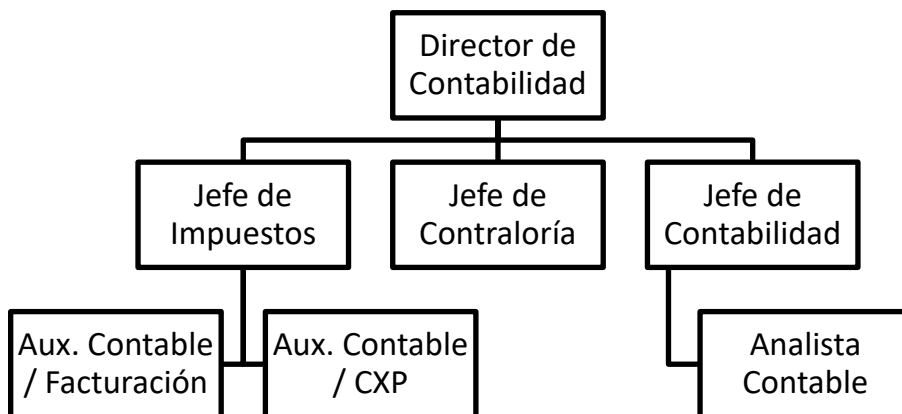 Director de
Contabilidad
Jefe de
Impuestos
Jefe de
Contraloría
Jefe de
Contabilidad
Aux. Contable
/ Facturación
Aux. Contable
/ CXP
Analista
Contable